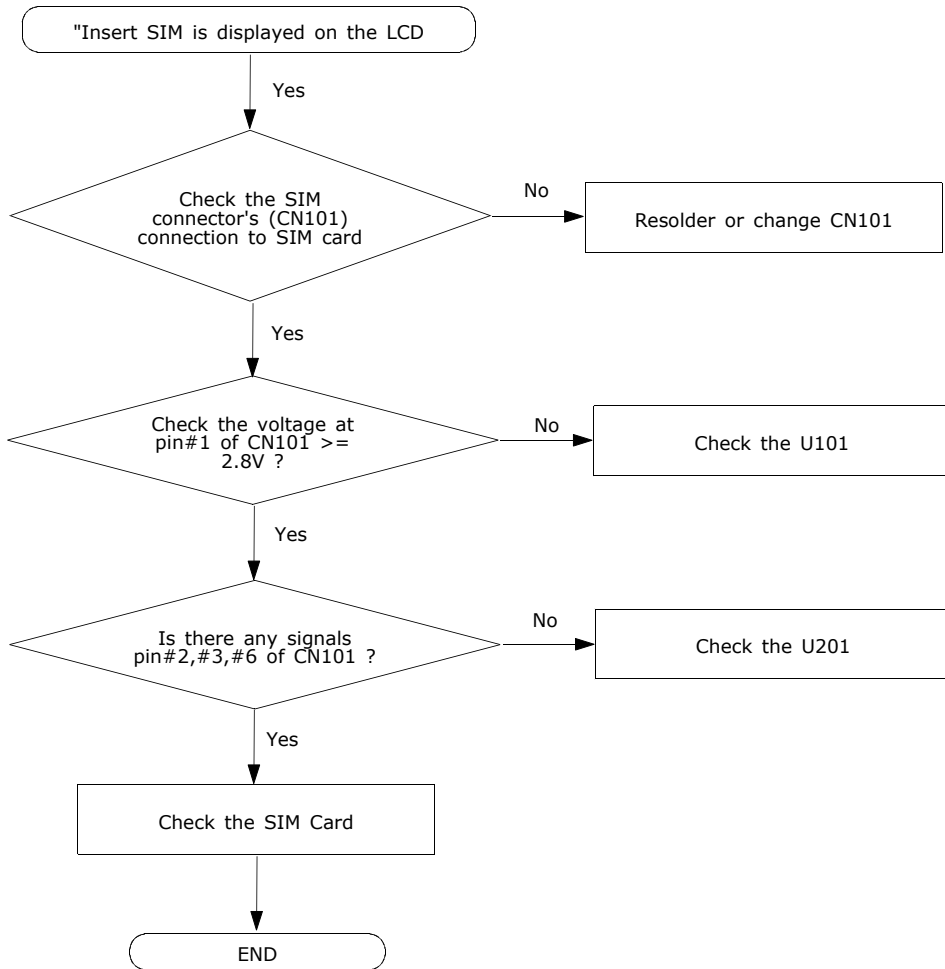 "Insert SIM is displayed on the LCD
Yes
Check the SIM
connector's (CN101)
connection to SIM card
No
Resolder or change CN101
Yes
Check the voltage at
pin#1 of CN101 >=
2.8V ?
No
Check the U101
Yes
Is there any signals
pin#2,#3,#6 of CN101 ?
No
Check the U201
Yes
Check the SIM Card
END